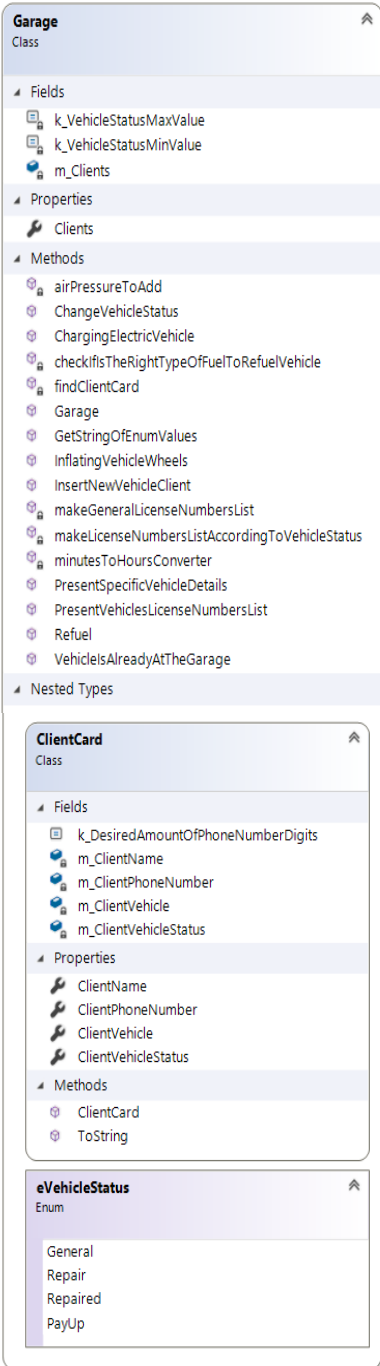 Garage
Class
Fields
k_VehicleStatusMaxValue
k_VehicleStatusMinValue
m_Clients
Properties
Clients
Methods
airPressureToAdd
ChangeVehicleStatus
ChargingElectricVehicle
checkIfIsTheRightTypeOfFuelToRefuelVehicle
findClientCard
Garage
GetStringOfEnumValues
InflatingVehicleWheels
InsertNewVehicleClient
makeGeneralLicenseNumbersList
makeLicenseNumbersListAccordingToVehicleStatus
minutesToHoursConverter
PresentSpecificVehicleDetails
PresentVehiclesLicenseNumbersList
Refuel
VehicleIsAlreadyAtTheGarage
Nested Types
ClientCard
Class
Fields
k_DesiredAmountOfPhoneNumberDigits
m_ClientName
m_ClientPhoneNumber
m_ClientVehicle
m_ClientVehicleStatus
Properties
ClientName
ClientPhoneNumber
ClientVehicle
ClientVehicleStatus
Methods
ClientCard
ToString
eVehicleStatus
Enum
General
Repair
Repaired
PayUp